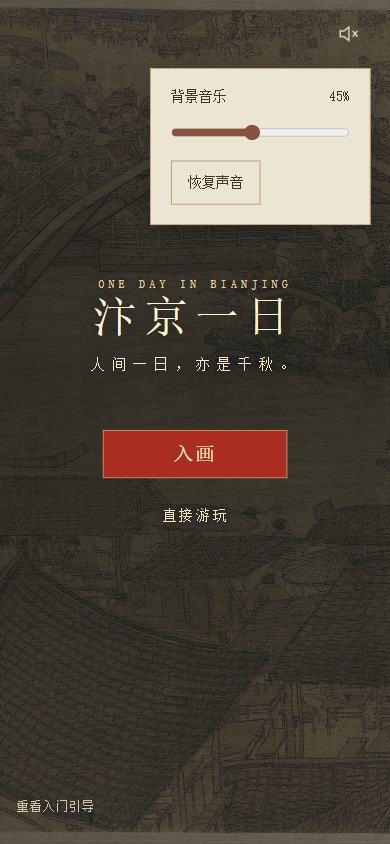 背景音乐 45%
恢复声音
ONE DAY IN BIANJING
汴京一日
人间一日，亦是千秋。
入画
直接游玩
重看入门引导